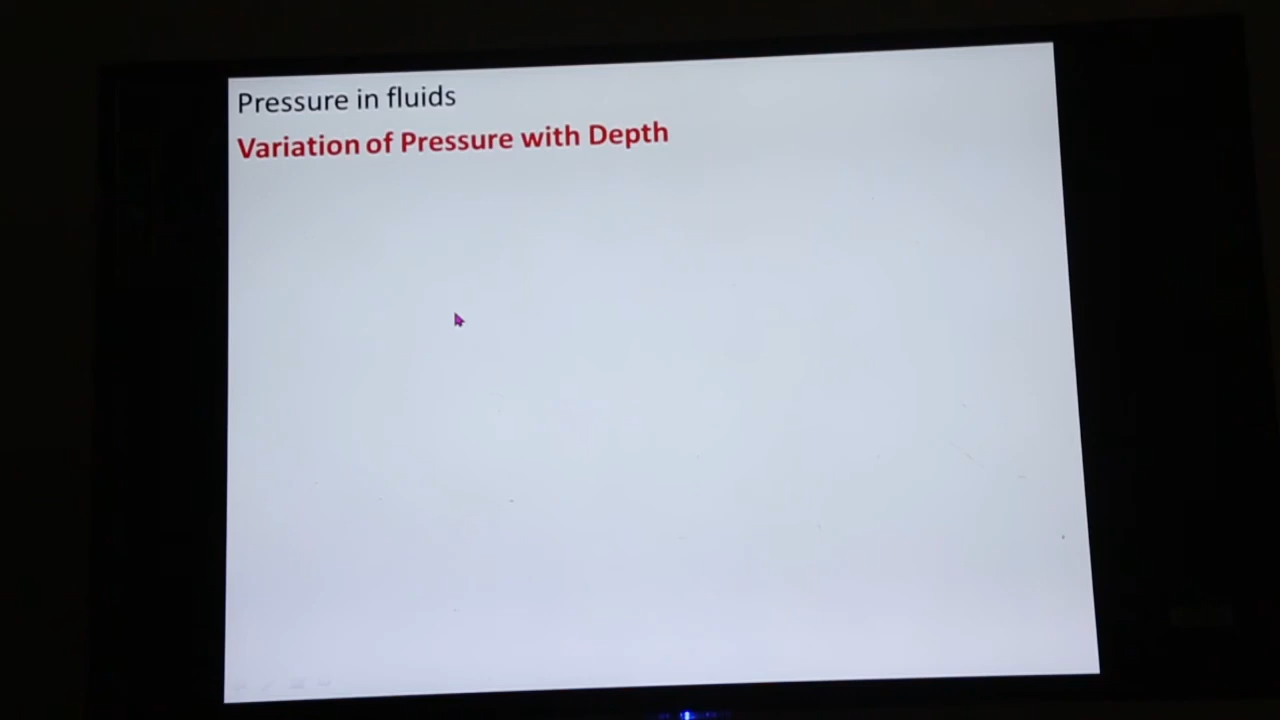 Pressure in fluids
Variation of Pressure with Depth